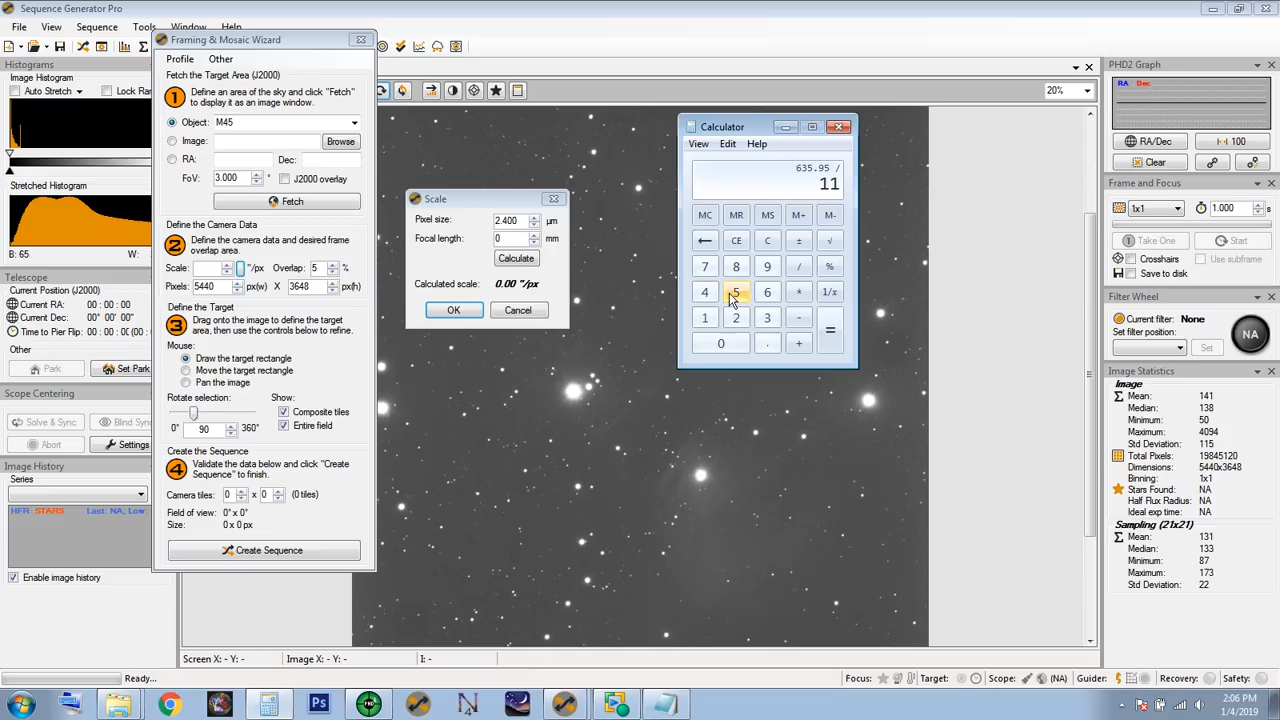 Sequence Generator Pro
File View Sequence Tools Window Help
Histograms
Image Histogram
Auto Stretch
Lock Ran
Stretched Histogram
B: 65 W:
Telescope
Current Position (J2000)
Current RA:
Current Dec:
Time to Pier Flip: 00 : 00 : 0
Other
Park
Set Park
Scope Centering
Solve & Sync
Blind Sync
Abort
Settings
Image History
Series
HFR STARS Last: NA, Low
Enable image history
Framing & Mosaic Wizard
Profile Other
Fetch the Target Area (J2000)
1
Define an area of the sky and click "Fetch"
to display it as an image window.
Object: M45
Image: Browse
RA: Dec:
FoV: 3.000 ° J2000 overlay
Fetch
Define the Camera Data
2
Define the camera data and desired frame
overlap area.
Scale: "/px Overlap: 5 %
Pixels: 5440 px(w) X 3648 px(h)
Define the Target
3
Drag onto the image to define the target
area, then use the controls below to refine.
Mouse:
Draw the target rectangle
Move the target rectangle
Pan the image
Rotate selection: Show:
Composite tiles
0° 90 360° Entire field
Create the Sequence
4
Validate the data below and click "Create
Sequence" to finish.
Camera tiles: 0 x 0 (0 tiles)
Field of view: 0° x 0°
Size: 0 x 0 px
Create Sequence
20%
Scale
Pixel size: 2.400 µm
Focal length: 0 mm
Calculate
Calculated scale: 0.00 "/px
OK Cancel
Calculator
View Edit Help
635.95 /
11
MC MR MS M+ M-
← CE C ± √
7 8 9 / %
4 5 6 * 1/x
1 2 3 - =
0 . +
Screen X: - Y: - Image X: - Y: - I: -
PHD2 Graph
RA Dec
RA/Dec 100
Clear
Frame and Focus
1x1 1.000 s
Take One Start
Crosshairs Use subframe
Save to disk
Filter Wheel
Current filter: None
Set filter position:
Set
NA
Image Statistics
Image
Mean: 141
Median: 138
Minimum: 50
Maximum: 4094
Std Deviation: 115
Total Pixels: 19845120
Dimensions: 5440x3648
Binning: 1x1
Stars Found: NA
Half Flux Radius: NA
Ideal exp time: NA
Sampling (21x21)
Mean: 131
Median: 133
Minimum: 87
Maximum: 173
Std Deviation: 22
Ready...
Focus: Target: Scope: (NA) Guider: Recovery: Safety:
Ps PHD N
2:06 PM
1/4/2019